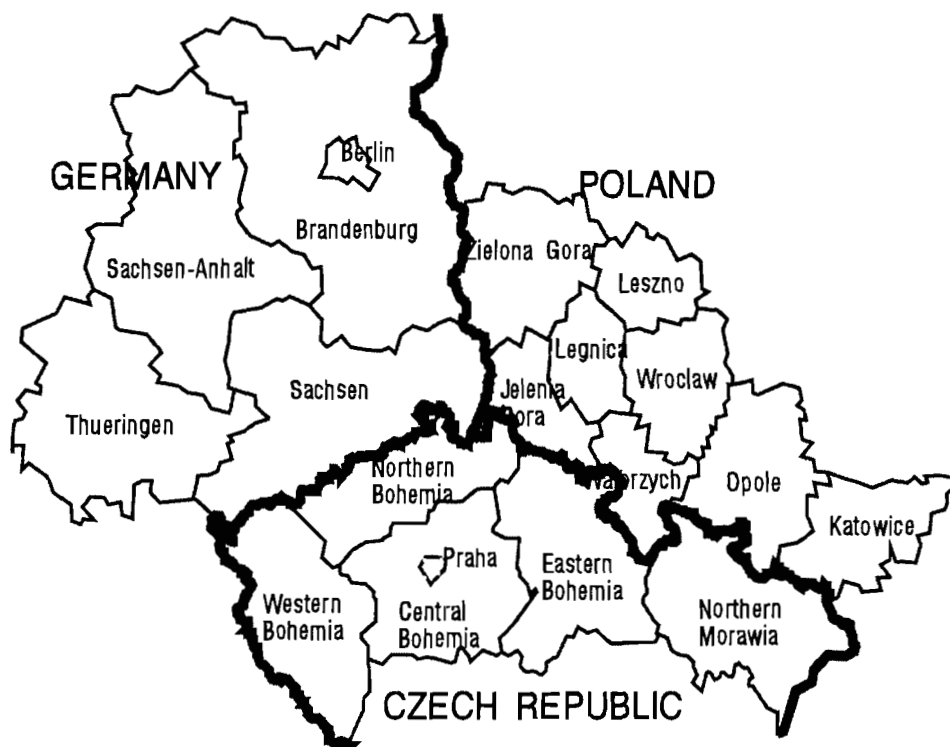 Berlin
GERMANY
POLAND
Brandenburg
Zielona Gora
Sachsen-Anhalt
Leszno
Legnica
Sachsen
Wroclaw
Jelenia
Gora
Thueringen
Northern
Bohemia
Walbrzych
Opole
Katowice
Praha
Eastern
Bohemia
Western
Bohemia
Central
Bohemia
Northern
Morawia
CZECH REPUBLIC